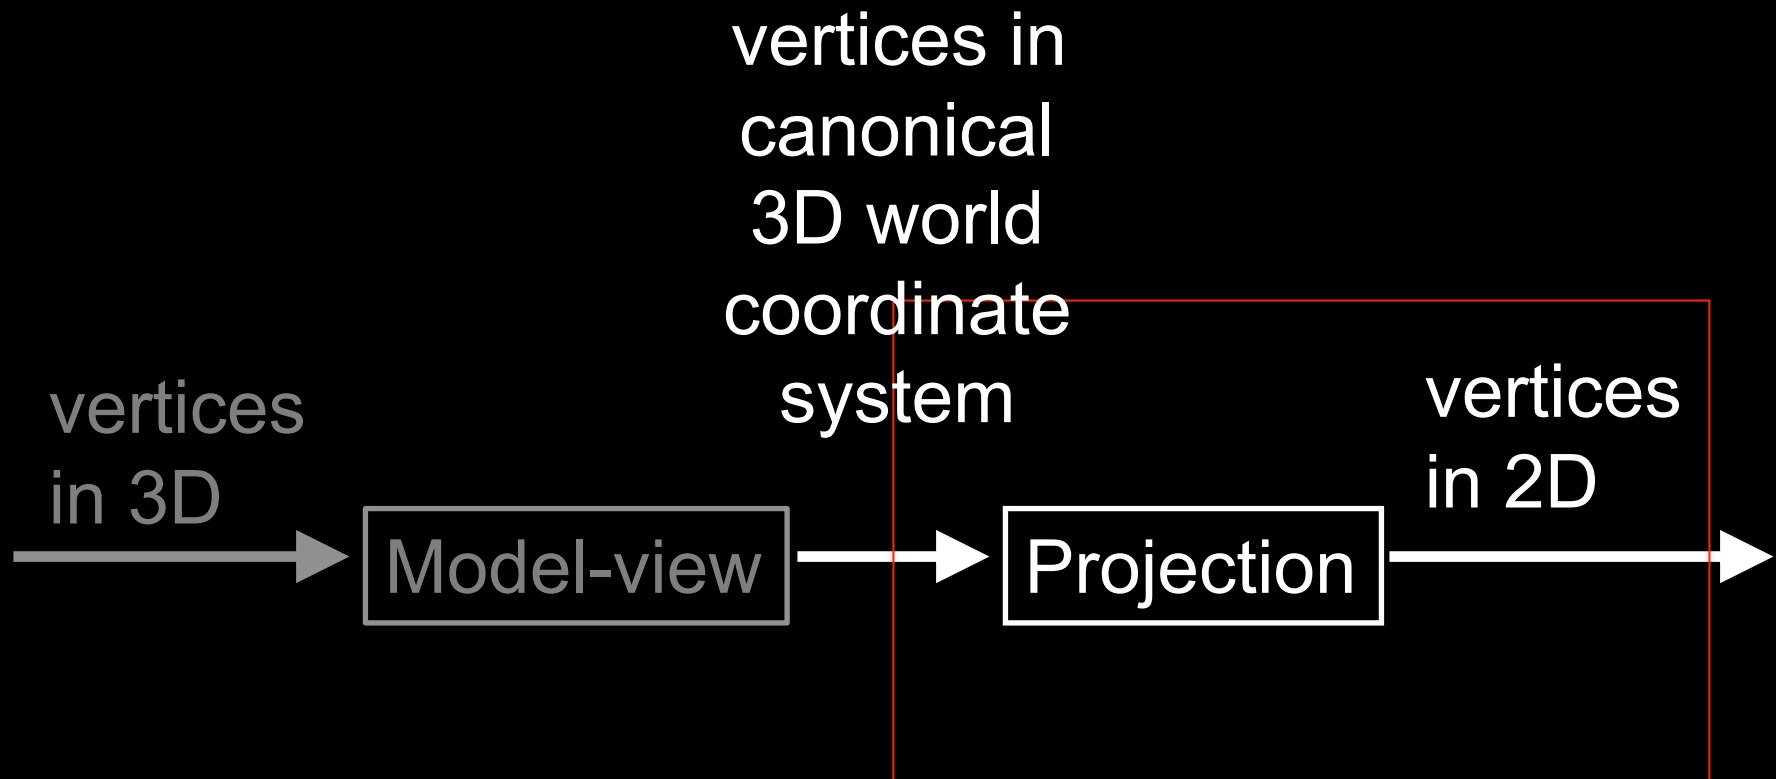 vertices in
canonical
3D world
coordinate
system
vertices
in 3D
Model-view
Projection
vertices
in 2D